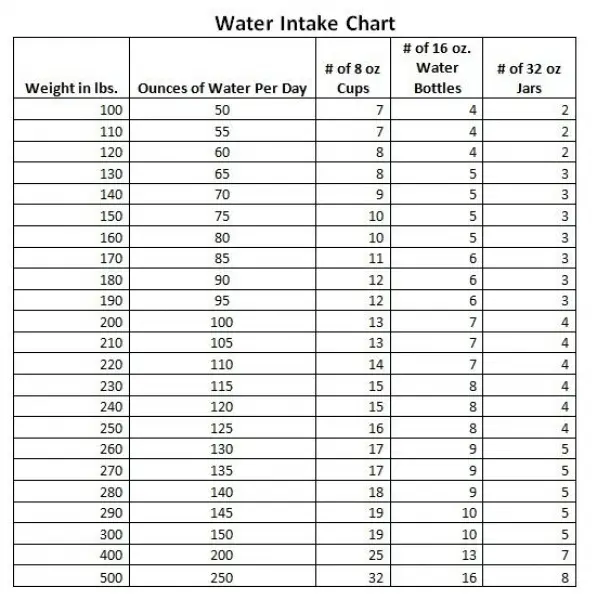 Water Intake Chart
Weight in lbs. Ounces of Water Per Day # of 8 oz Cups # of 16 oz. Water Bottles # of 32 oz Jars
100 50 7 4 2
110 55 7 4 2
120 60 8 4 2
130 65 8 5 3
140 70 9 5 3
150 75 10 5 3
160 80 10 5 3
170 85 11 6 3
180 90 12 6 3
190 95 12 6 3
200 100 13 7 4
210 105 13 7 4
220 110 14 7 4
230 115 15 8 4
240 120 15 8 4
250 125 16 8 4
260 130 17 9 5
270 135 17 9 5
280 140 18 9 5
290 145 19 10 5
300 150 19 10 5
400 200 25 13 7
500 250 32 16 8